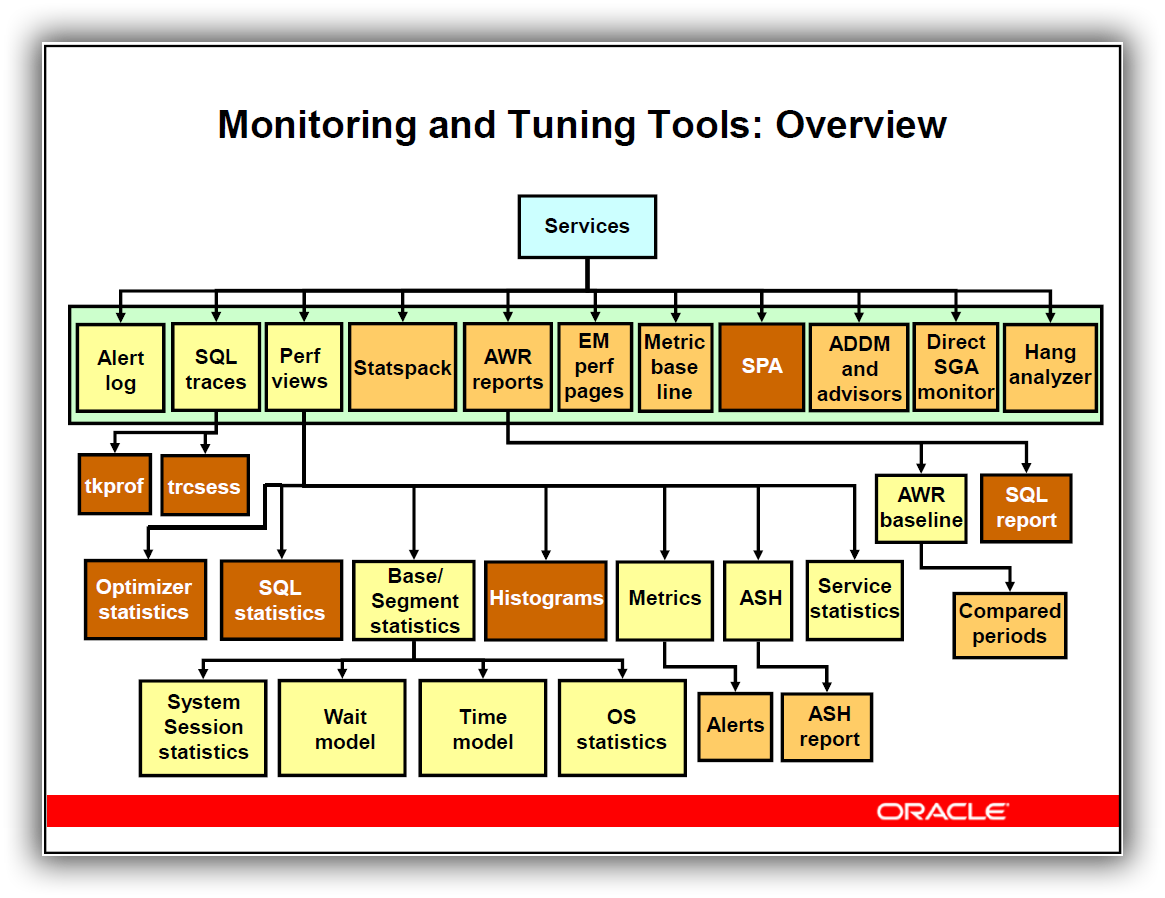 Monitoring and Tuning Tools: Overview
Services
Alert
log
SQL
traces
Perf
views
Statspack
AWR
reports
EM
perf
pages
Metric
base
line
SPA
ADDM
and
advisors
Direct
SGA
monitor
Hang
analyzer
tkprof
trcsess
AWR
baseline
SQL
report
Optimizer
statistics
SQL
statistics
Base/
Segment
statistics
Histograms
Metrics
ASH
Service
statistics
Compared
periods
System
Session
statistics
Wait
model
Time
model
OS
statistics
Alerts
ASH
report
ORACLE